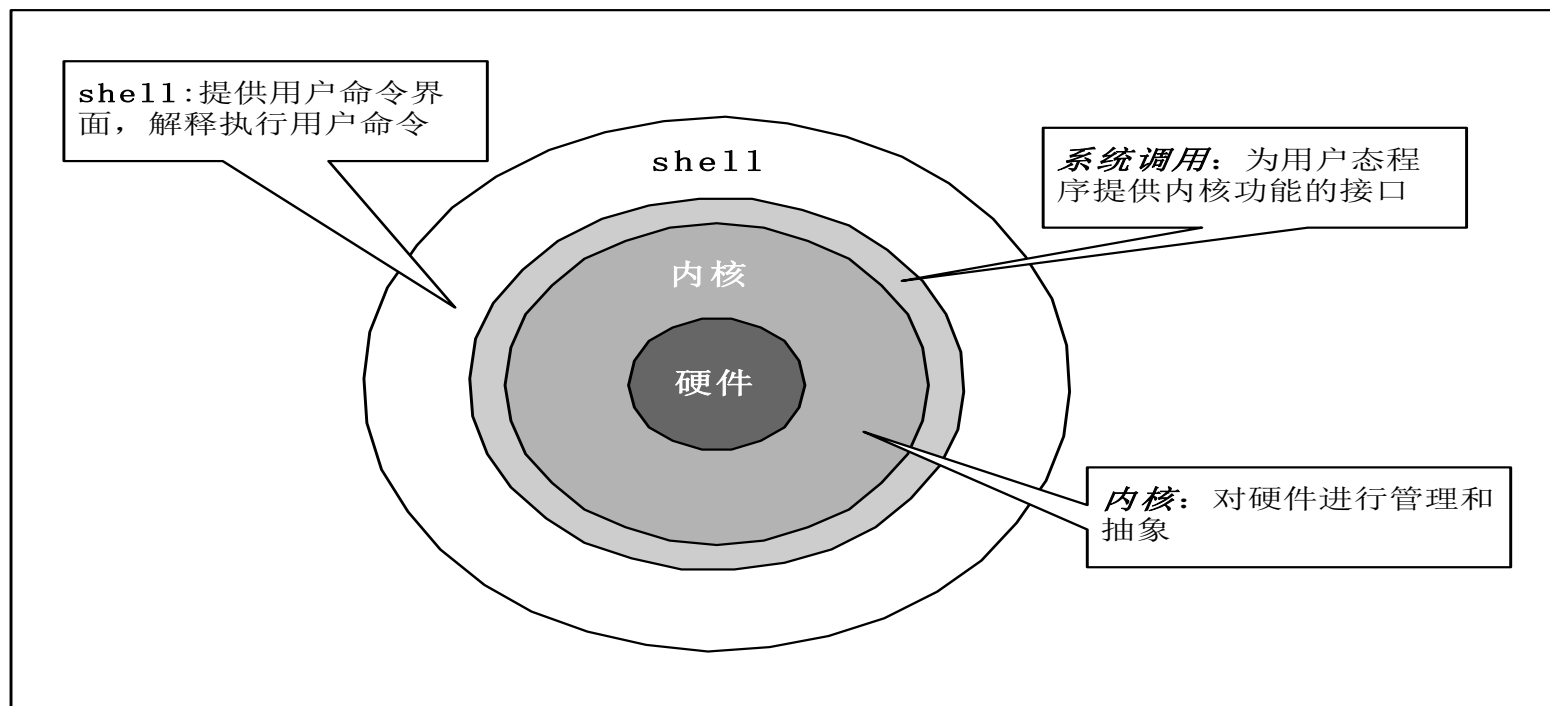 shell:提供用户命令界
面，解释执行用户命令
shell
系统调用：为用户态程
序提供内核功能的接口
内核
硬件
内核：对硬件进行管理和
抽象